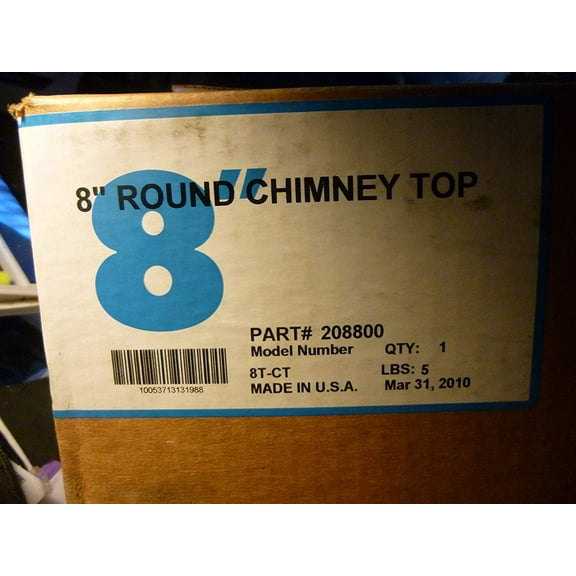 8"
8" ROUND CHIMNEY TOP
PART# 208800
Model Number QTY: 1
8T-CT LBS: 5
MADE IN U.S.A. Mar 31, 2010
10053713131988